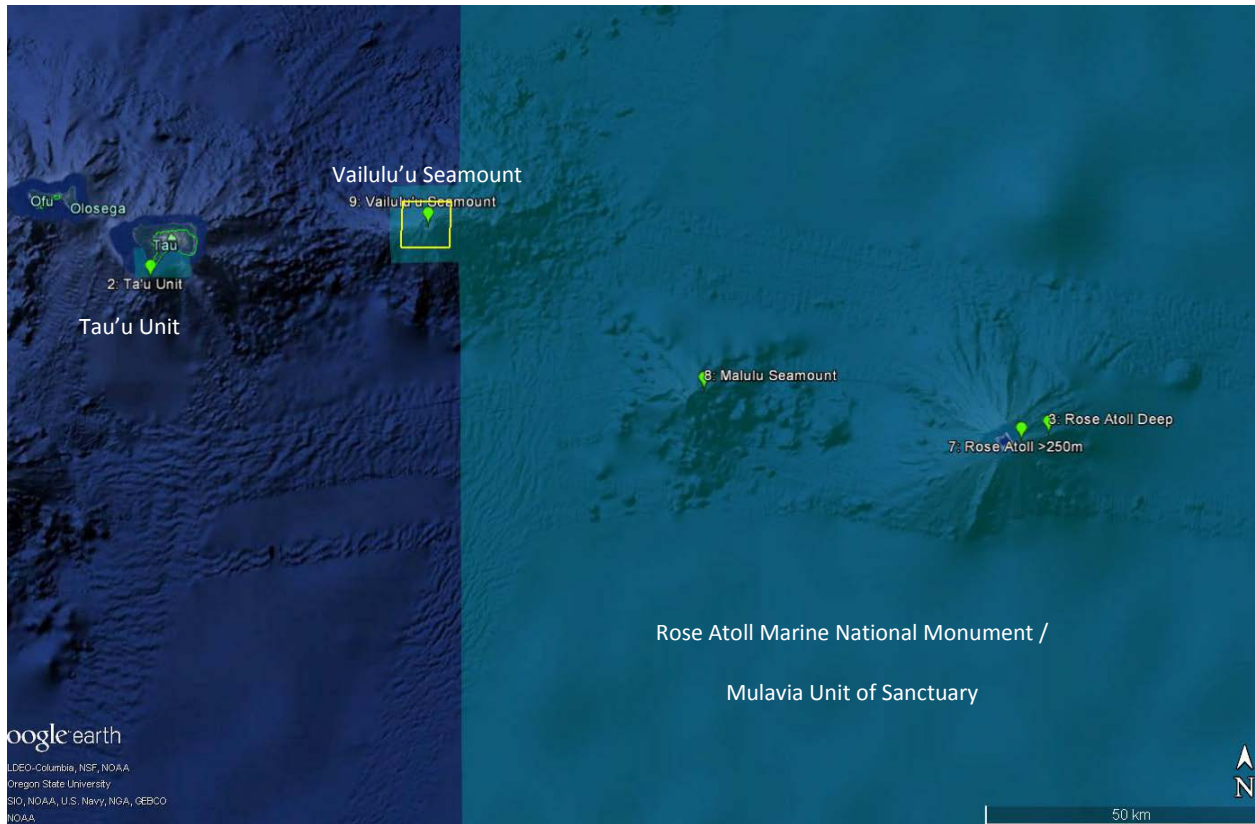 Vailulu’u Seamount
9: Vailulu'u Seamount
Ofu
Olosega
Tau
2: Ta'u Unit
Tau’u Unit
8: Malulu Seamount
3: Rose Atoll Deep
7: Rose Atoll >250m
Rose Atoll Marine National Monument /
Mulavia Unit of Sanctuary
oogle earth
LDEO-Columbia, NSF, NOAA
Oregon State University
SIO, NOAA, U.S. Navy, NGA, GEBCO
NOAA
N
50 km